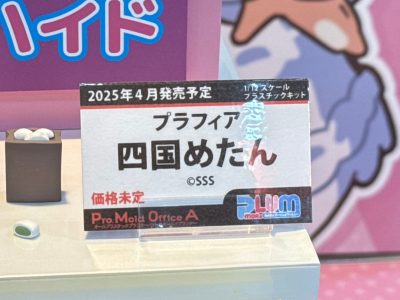 ハイド
2025年4月発売予定
1/12スケール
プラスチックキット
プラフィア
四国めたん
©SSS
価格未定
Pro.Mold Office A
PLUM